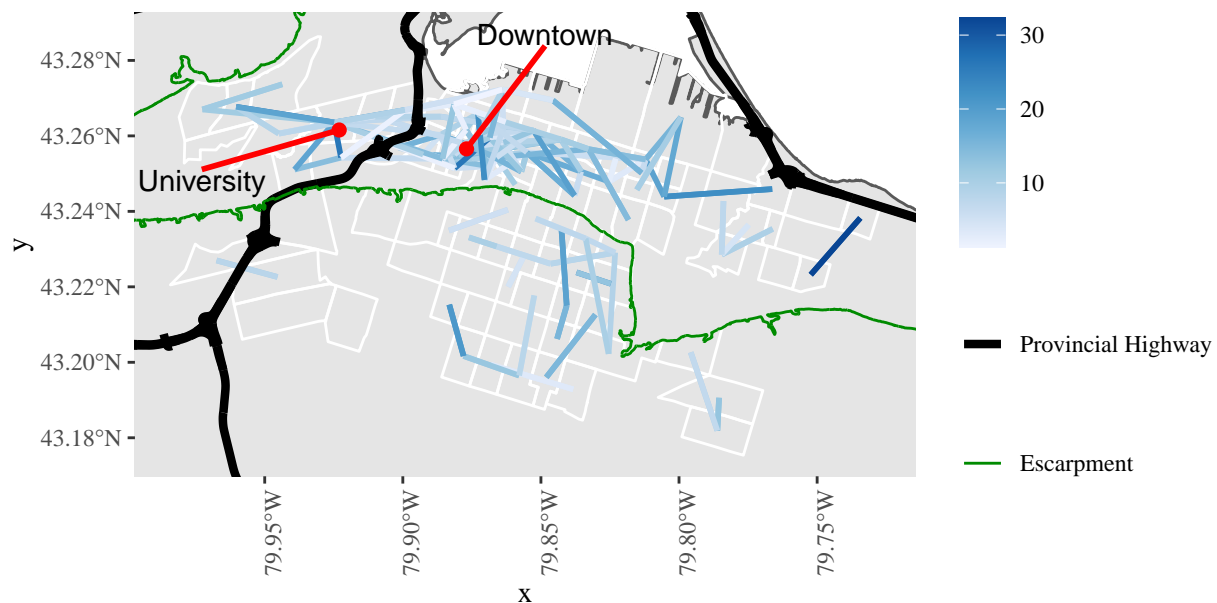 Downtown
University
43.28°N
43.26°N
43.24°N
43.22°N
43.20°N
43.18°N
y
79.95°W
79.90°W
79.85°W
79.80°W
79.75°W
x
30
20
10
Provincial Highway
Escarpment